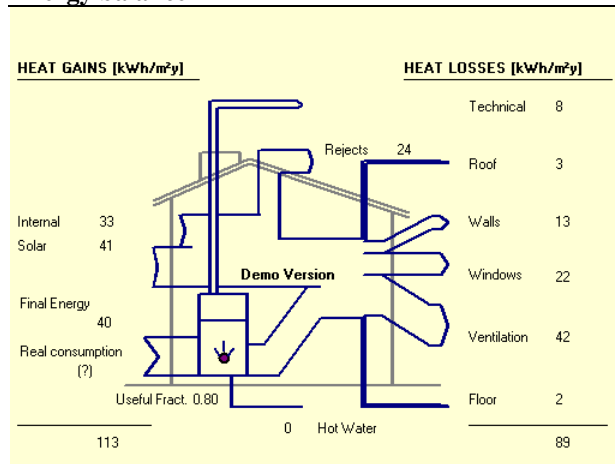 HEAT GAINS [kWh/m²y] HEAT LOSSES [kWh/m²y]
Technical 8
Rejects 24
Roof 3
Internal 33
Walls 13
Solar 41
Demo Version
Windows 22
Final Energy
40
Ventilation 42
Real consumption
(?)
Useful Fract. 0.80
Floor 2
0 Hot Water
113 89